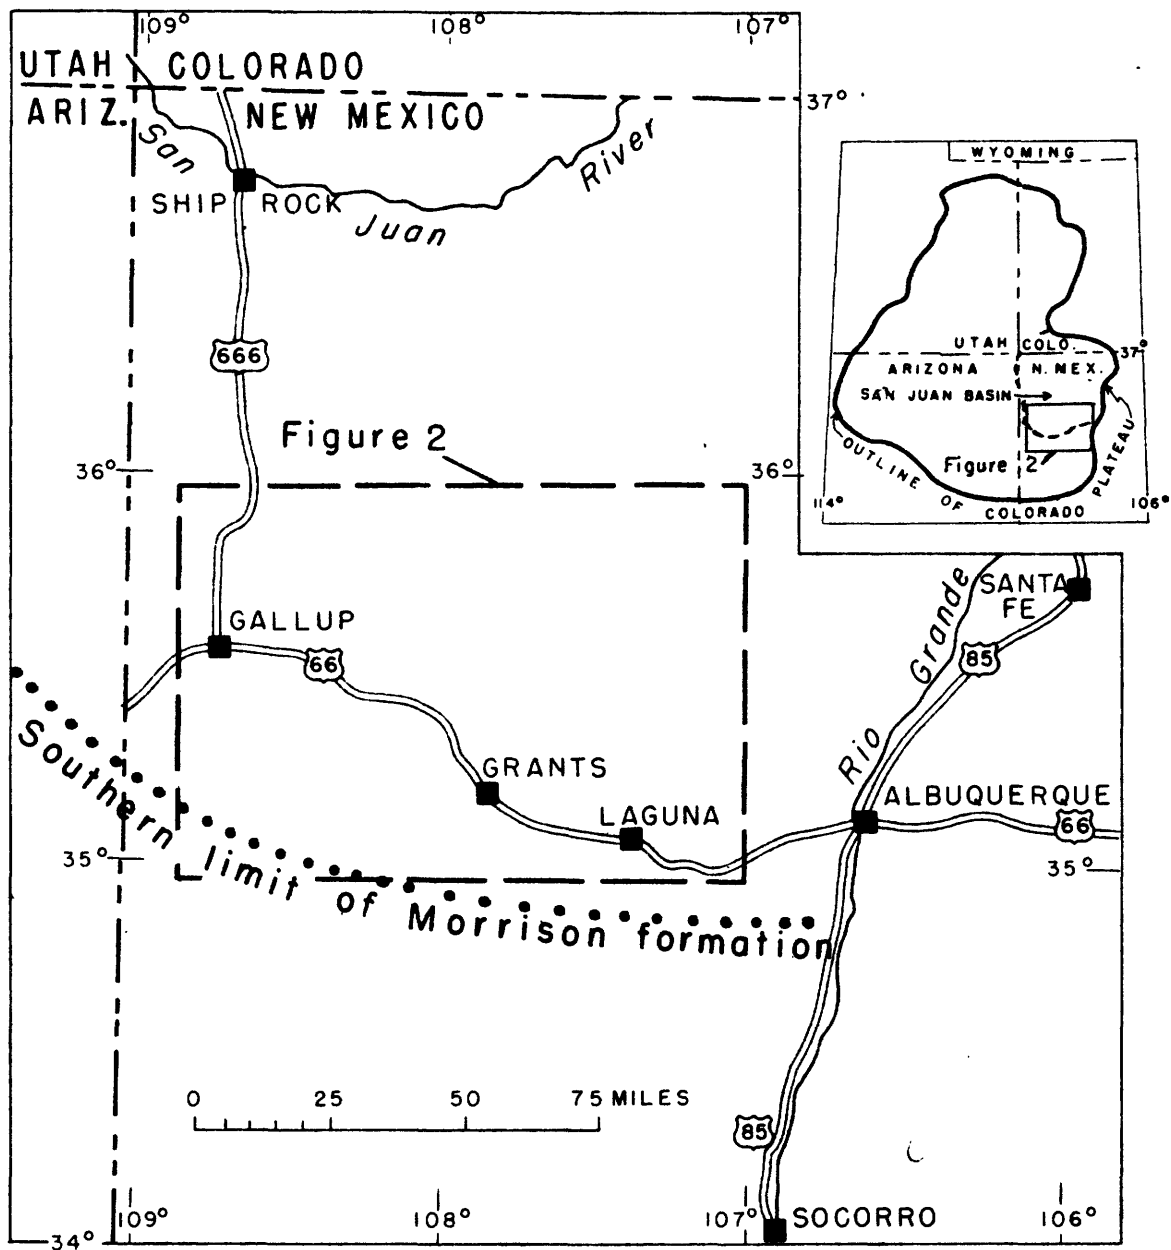 109° 108° 107°
UTAH COLORADO
ARIZ. NEW MEXICO
37°
San Juan River
SHIP ROCK
666
Figure 2
36° 36°
WYOMING
UTAH COLO.
37°
ARIZONA N. MEX.
SAN JUAN BASIN
Figure 2
OUTLINE OF COLORADO PLATEAU
114° 106°
SANTA FE
Rio Grande
85
GALLUP
66
GRANTS
LAGUNA
ALBUQUERQUE
66
35° 35°
Southern limit of Morrison formation
0 25 50 75 MILES
85
109° 108° 107° 106°
SOCORRO
34°